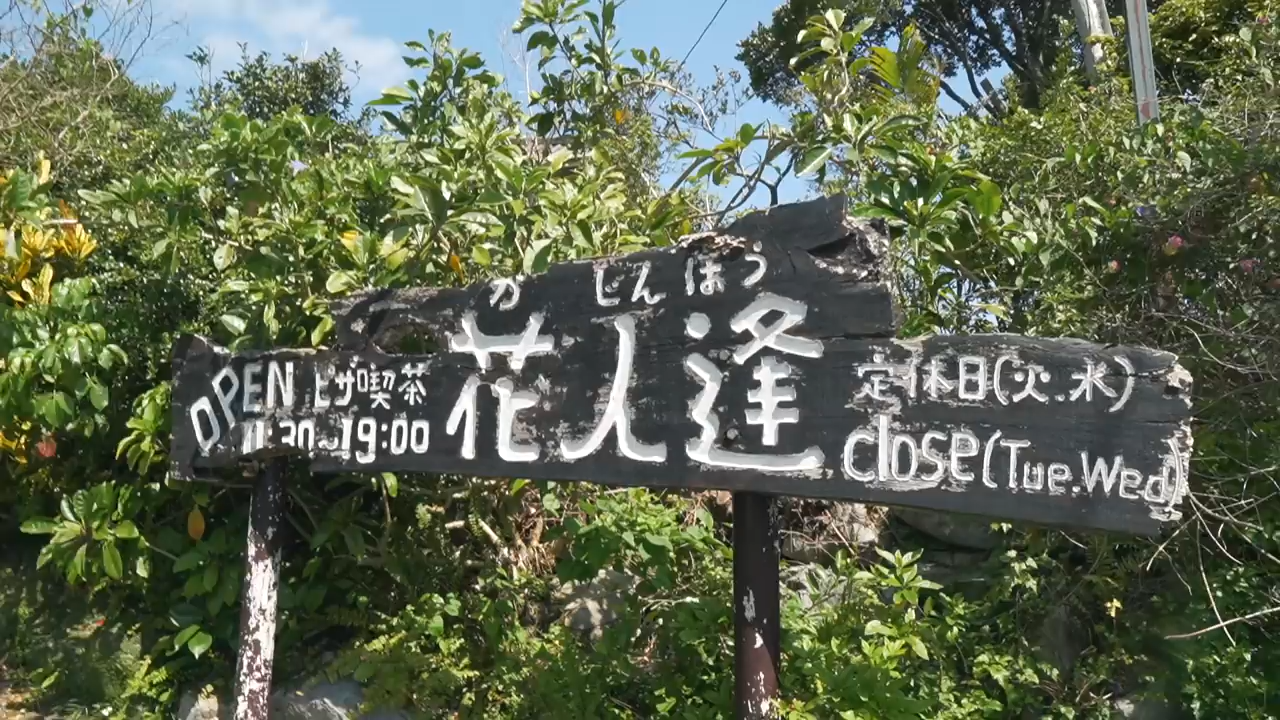 か じんほう
OPEN ピザ喫茶
11:30~19:00
花人逢
定休日(火.水)
close(Tue.Wed)